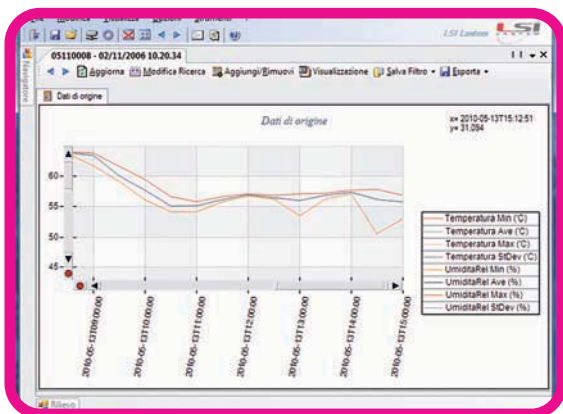 Modifica Visualizza Opzioni Strumenti
LSI Lastem LSI
LASTEM
Navigatore
05110008 - 02/11/2006 10.20.34
Aggiorna Modifica Ricerca Aggiungi/Rimuovi Visualizzazione Salva Filtro Esporta
Dati di origine
Dati di origine
x= 2010-05-13T15:12:51
y= 31,054
60
55
50
45
Temperatura Min (°C)
Temperatura Ave (°C)
Temperatura Max (°C)
Temperatura StDev (°C)
UmiditaRel Min (%)
UmiditaRel Ave (%)
UmiditaRel Max (%)
UmiditaRel StDev (%)
2010-05-13T09:00:00
2010-05-13T10:00:00
2010-05-13T11:00:00
2010-05-13T12:00:00
2010-05-13T13:00:00
2010-05-13T14:00:00
2010-05-13T15:00:00
Rilievo